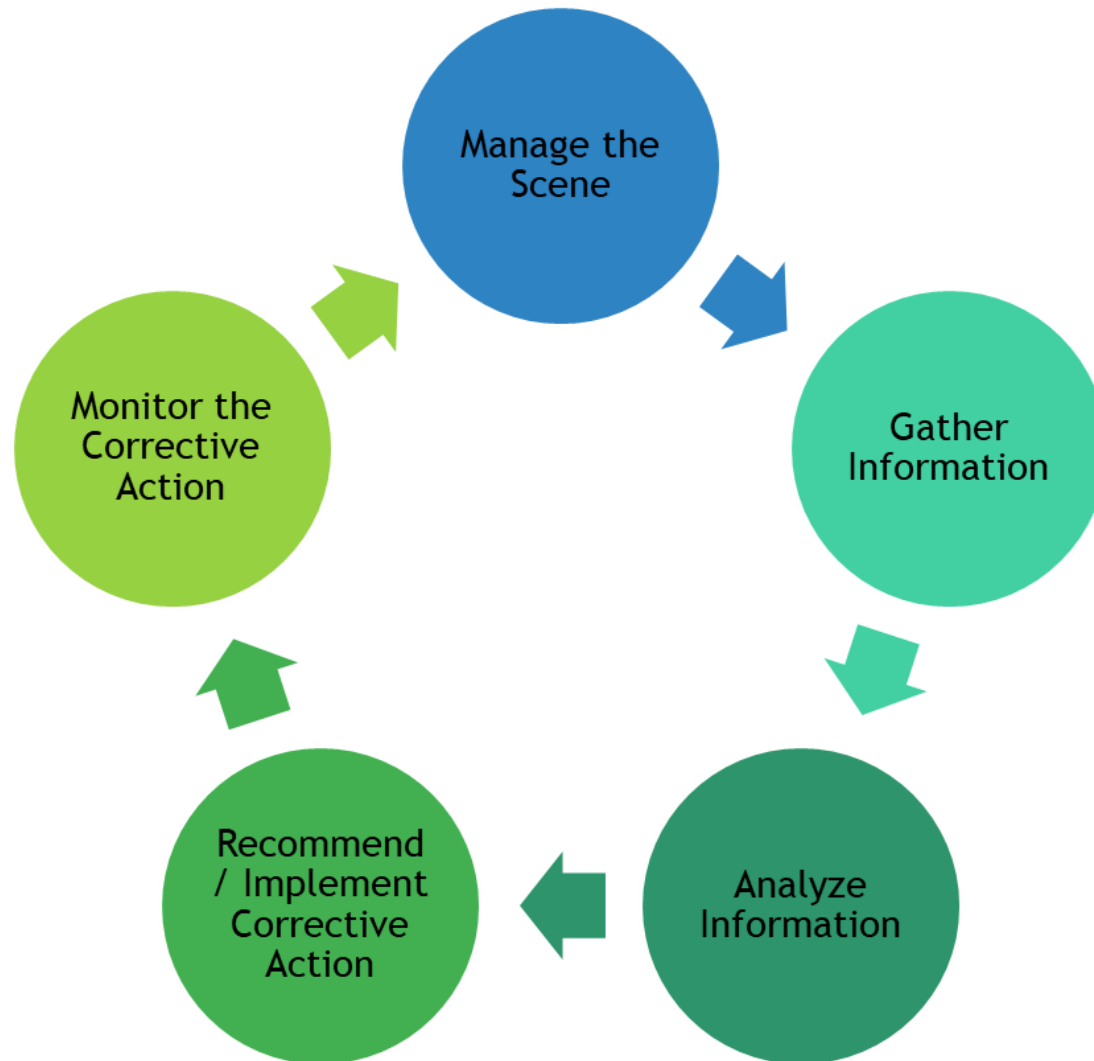 Manage the
Scene
Gather
Information
Analyze
Information
Recommend
/ Implement
Corrective
Action
Monitor the
Corrective
Action